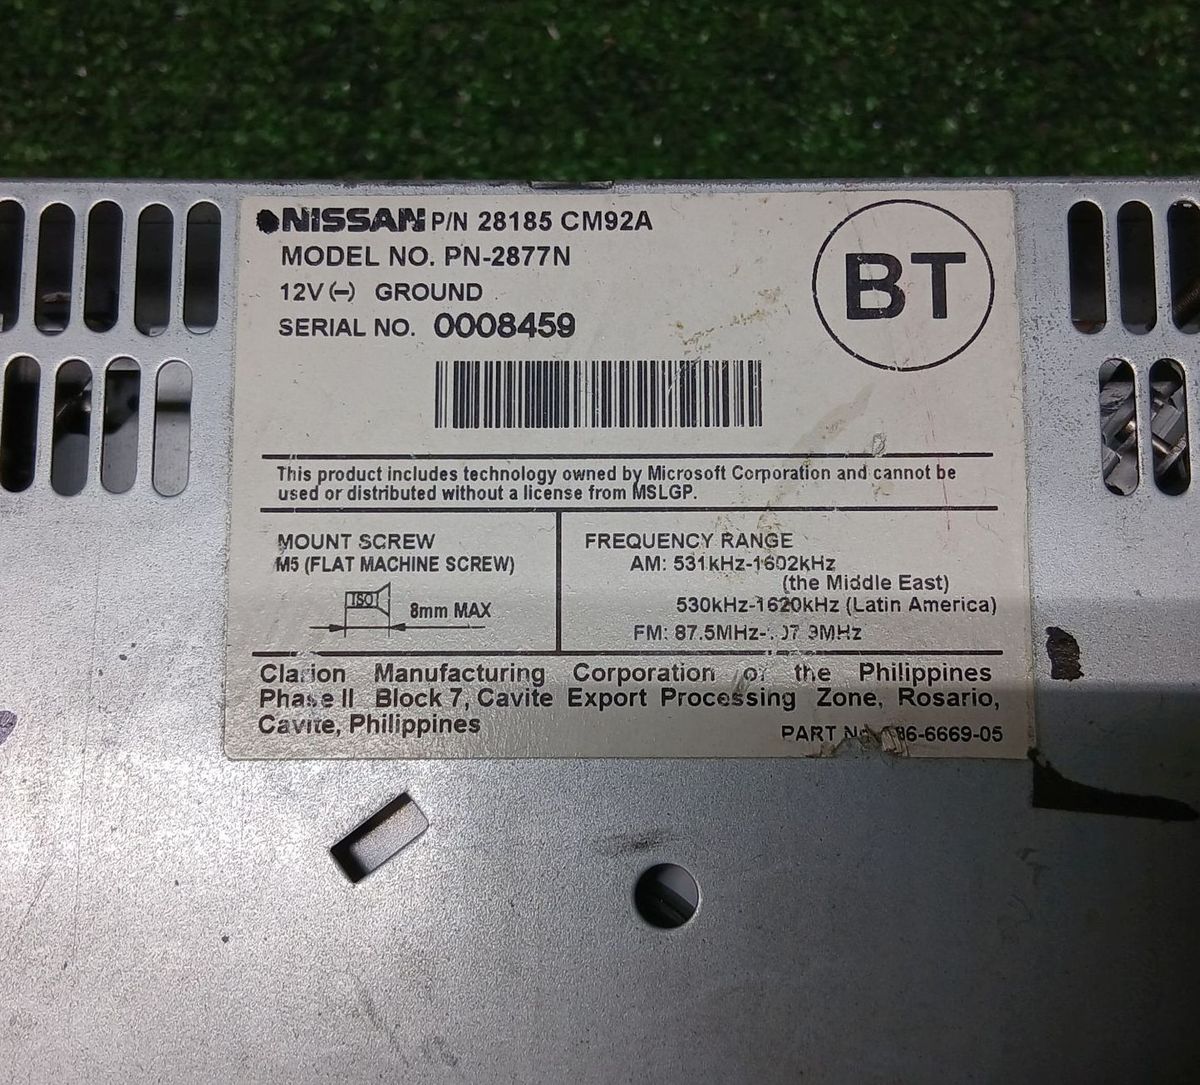 NISSAN P/N 28185 CM92A
MODEL NO. PN-2877N
12V (−) GROUND
SERIAL NO. 0008459
BT
This product includes technology owned by Microsoft Corporation and cannot be
used or distributed without a license from MSLGP.
MOUNT SCREW
M5 (FLAT MACHINE SCREW)
ISO
8mm MAX
FREQUENCY RANGE
AM: 531kHz-1602kHz
(the Middle East)
530kHz-1620kHz (Latin America)
FM: 87.5MHz-107.9MHz
Clarion Manufacturing Corporation of the Philippines
Phase II Block 7, Cavite Export Processing Zone, Rosario,
Cavite, Philippines
PART No.